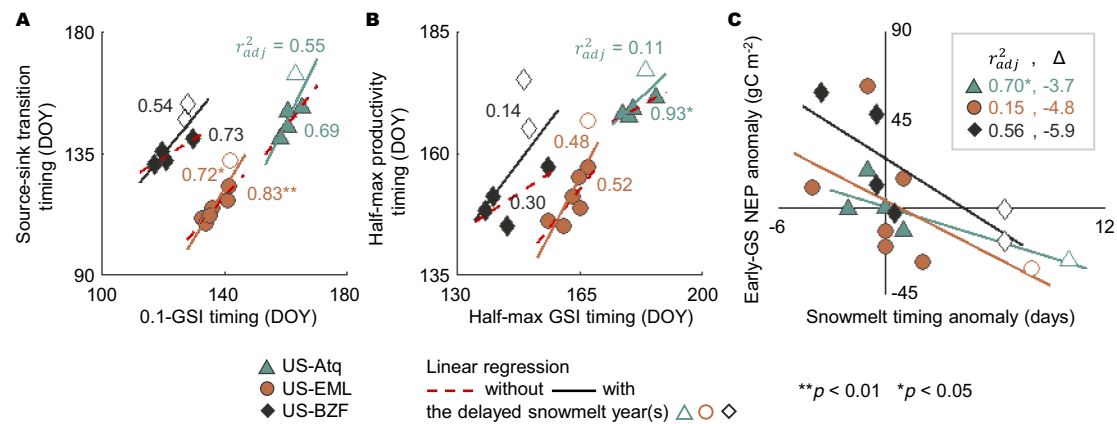 A
Source-sink transition
timing (DOY)
180
135
90
100
140
180
0.1-GSI timing (DOY)
r²adj = 0.55
0.54
0.73
0.69
0.72*
0.83**
B
Half-max productivity
timing (DOY)
185
160
135
130
165
200
Half-max GSI timing (DOY)
r²adj = 0.11
0.14
0.93*
0.48
0.52
0.30
C
Early-GS NEP anomaly (gC m-2)
90
45
-45
-6
12
Snowmelt timing anomaly (days)
r²adj , Δ
0.70*, -3.7
0.15, -4.8
0.56, -5.9
US-Atq
US-EML
US-BZF
Linear regression
without with
the delayed snowmelt year(s)
**p < 0.01 *p < 0.05